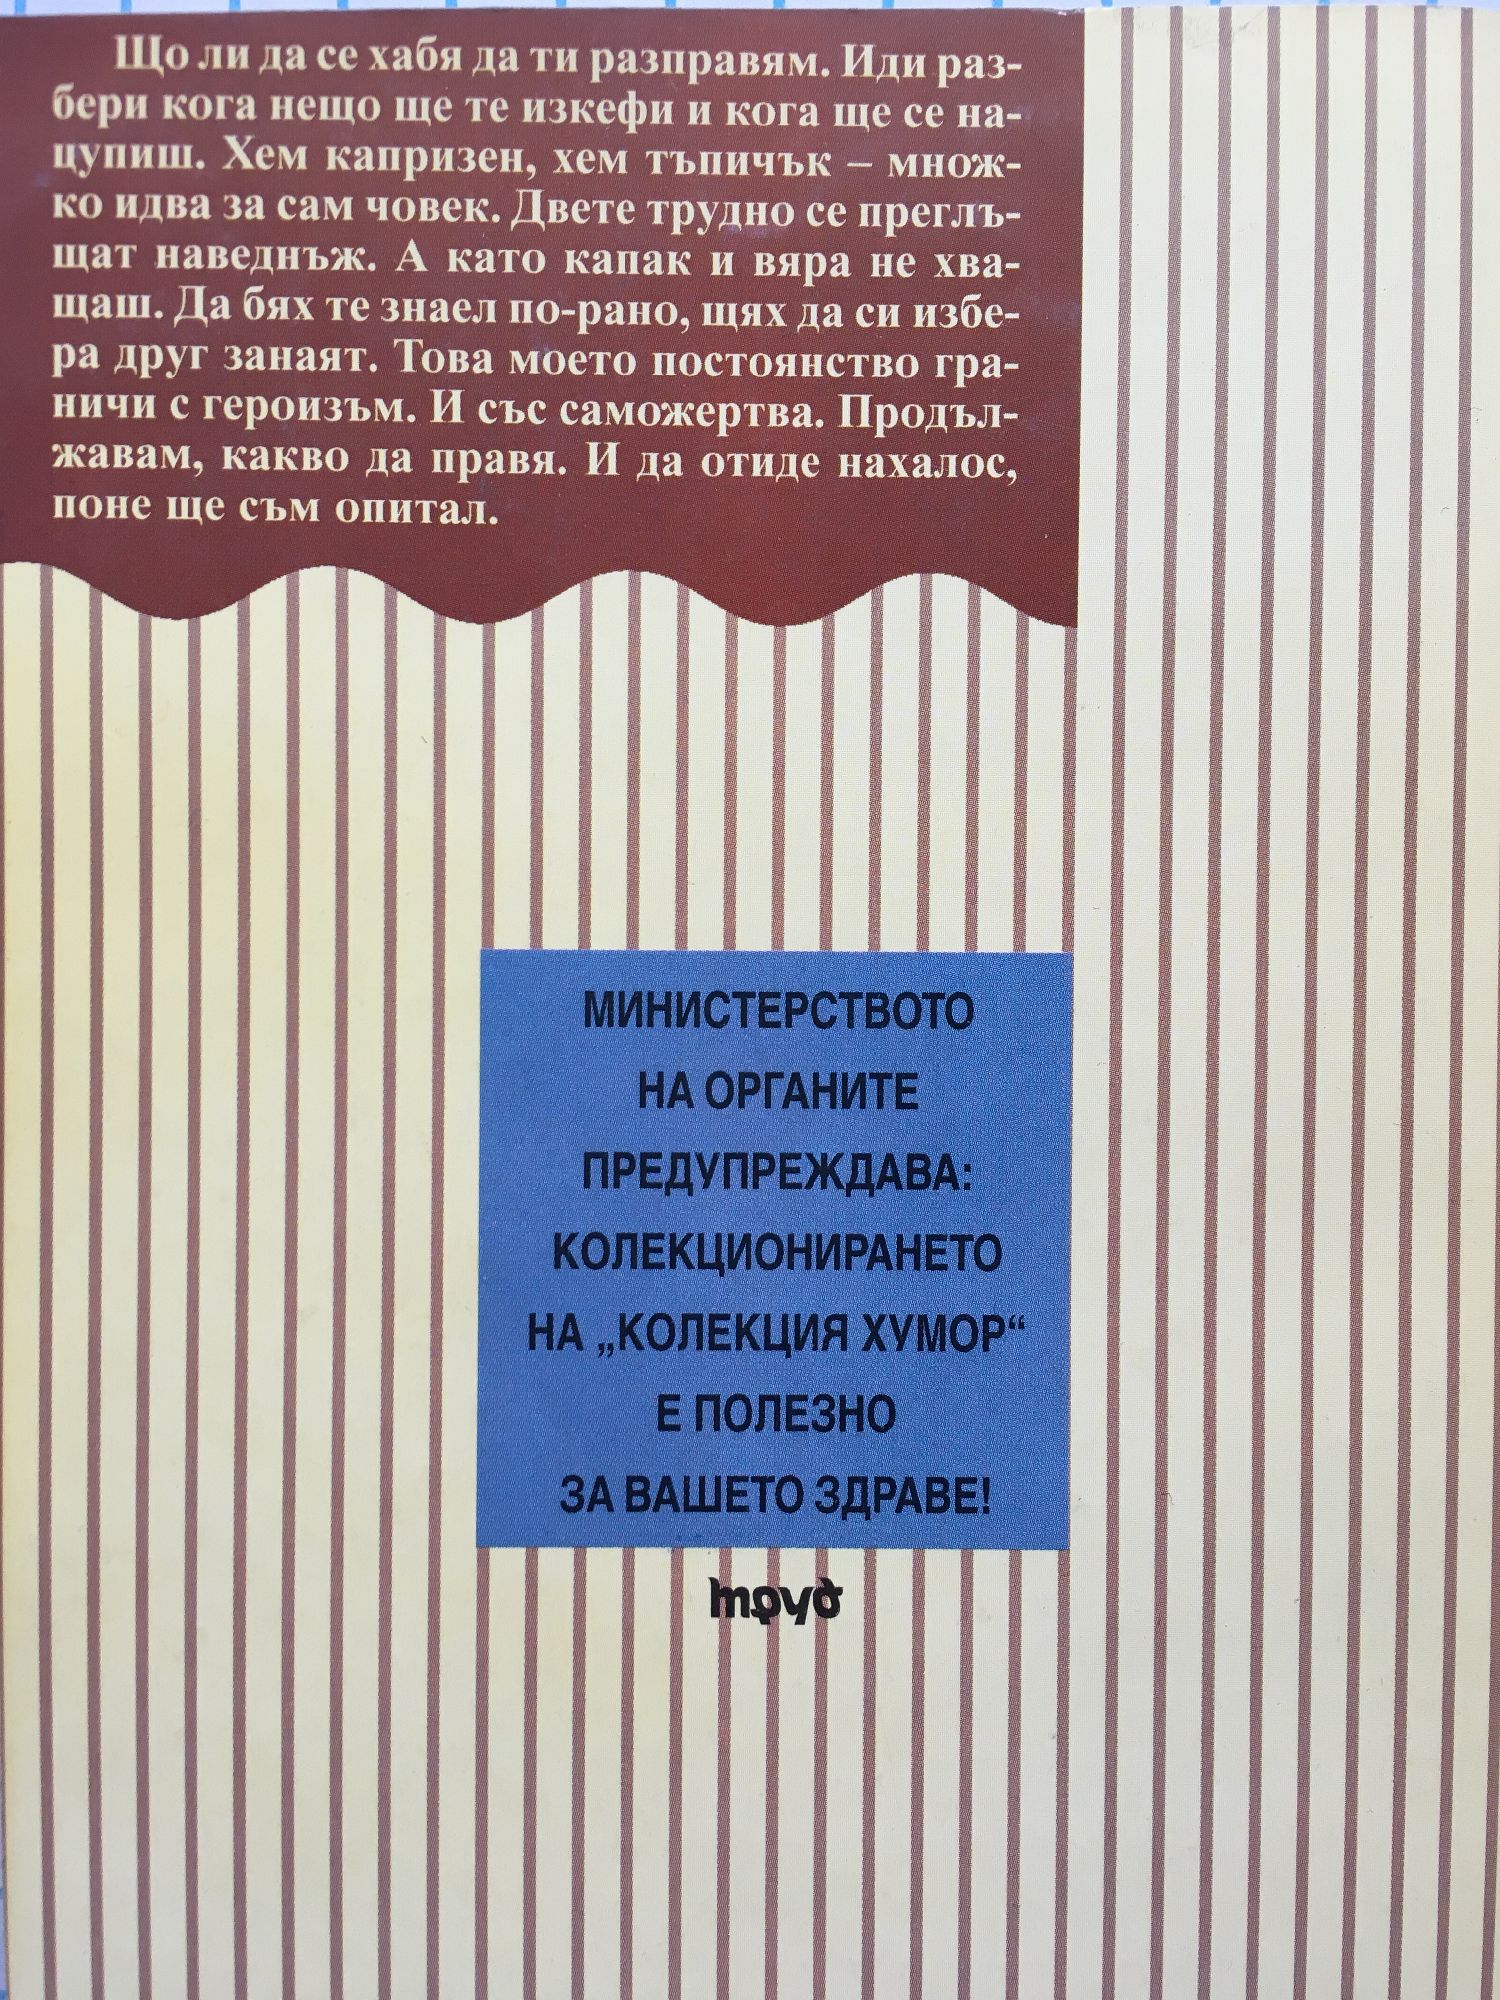 Що ли да се хабя да ти разправям. Иди раз-
бери кога нещо ще те изкефи и кога ще се на-
цупиш. Хем капризен, хем тъпичък – множ-
ко идва за сам човек. Двете трудно се преглъ-
щат наведнъж. А като капак и вяра не хва-
щаш. Да бях те знаел по-рано, щях да си избе-
ра друг занаят. Това моето постоянство гра-
ничи с героизъм. И със саможертва. Продъл-
жавам, какво да правя. И да отиде нахалос,
поне ще съм опитал.
МИНИСТЕРСТВОТО
НА ОРГАНИТЕ
ПРЕДУПРЕЖДАВА:
КОЛЕКЦИОНИРАНЕТО
НА „КОЛЕКЦИЯ ХУМОР“
Е ПОЛЕЗНО
ЗА ВАШЕТО ЗДРАВЕ!
труд